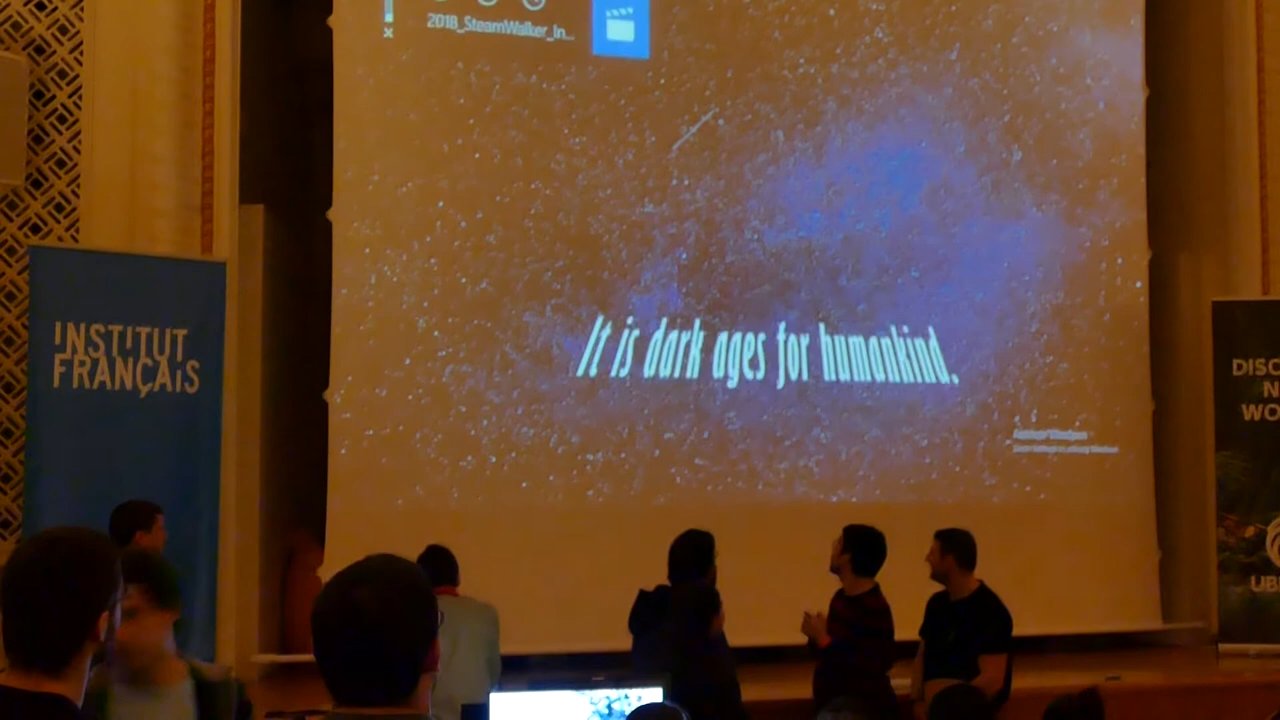 2018_SteamWalker_In...
It is dark ages for humankind.
INSTITUT
FRANÇAIS
DISC
N
WO
UB